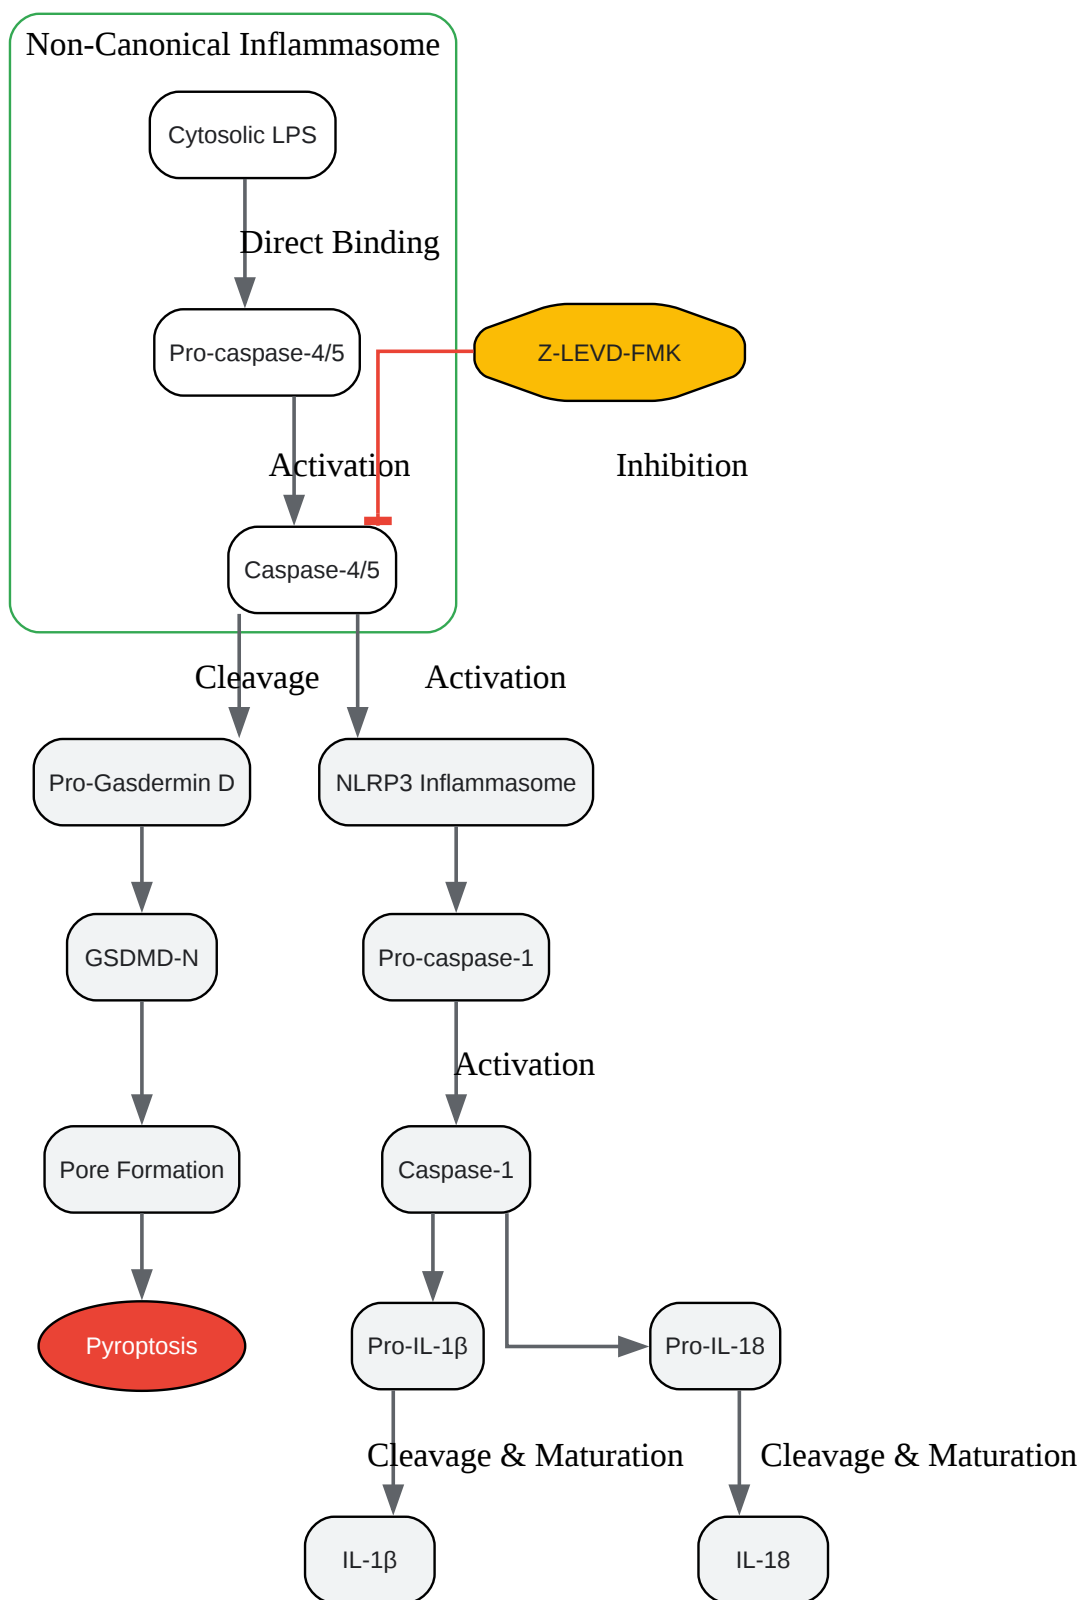 Non-Canonical Inflammasome
Cytosolic LPS
Direct Binding
Pro-caspase-4/5
Z-LEVD-FMK
Activation
Inhibition
Caspase-4/5
Cleavage
Activation
Pro-Gasdermin D
NLRP3 Inflammasome
GSDMD-N
Pro-caspase-1
Activation
Pore Formation
Caspase-1
Pyroptosis
Pro-IL-1β
Pro-IL-18
Cleavage & Maturation
Cleavage & Maturation
IL-1β
IL-18